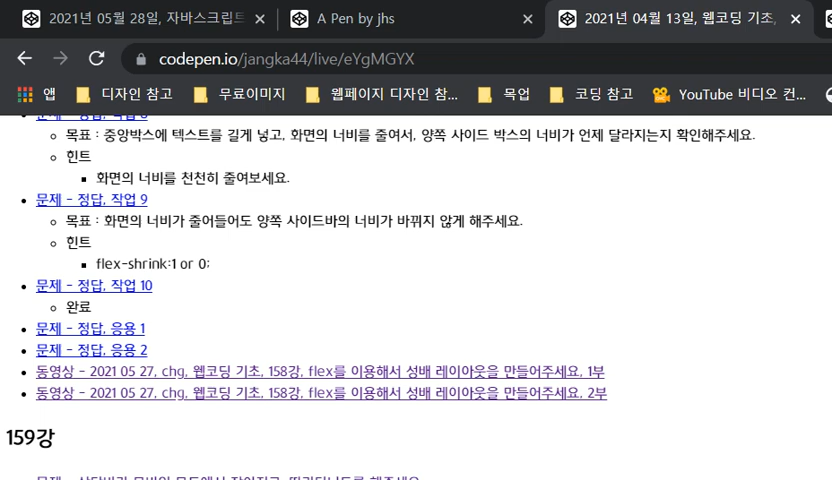 2021년 05월 28일, 자바스크립트
A Pen by jhs
2021년 04월 13일, 웹코딩 기초,
codepen.io/jangka44/live/eYgMGYX
앱 디자인 참고 무료이미지 웹페이지 디자인 참... 목업 코딩 참고 YouTube 비디오 컨...
문제 - 정답, 작업 8
목표 : 중앙박스에 텍스트를 길게 넣고, 화면의 너비를 줄여서, 양쪽 사이드 박스의 너비가 언제 달라지는지 확인해주세요.
힌트
화면의 너비를 천천히 줄여보세요.
문제 - 정답, 작업 9
목표 : 화면의 너비가 줄어들어도 양쪽 사이드바의 너비가 바뀌지 않게 해주세요.
힌트
flex-shrink:1 or 0;
문제 - 정답, 작업 10
완료
문제 - 정답, 응용 1
문제 - 정답, 응용 2
동영상 - 2021 05 27, chg, 웹코딩 기초, 158강, flex를 이용해서 성배 레이아웃을 만들어주세요, 1부
동영상 - 2021 05 27, chg, 웹코딩 기초, 158강, flex를 이용해서 성배 레이아웃을 만들어주세요, 2부
159강